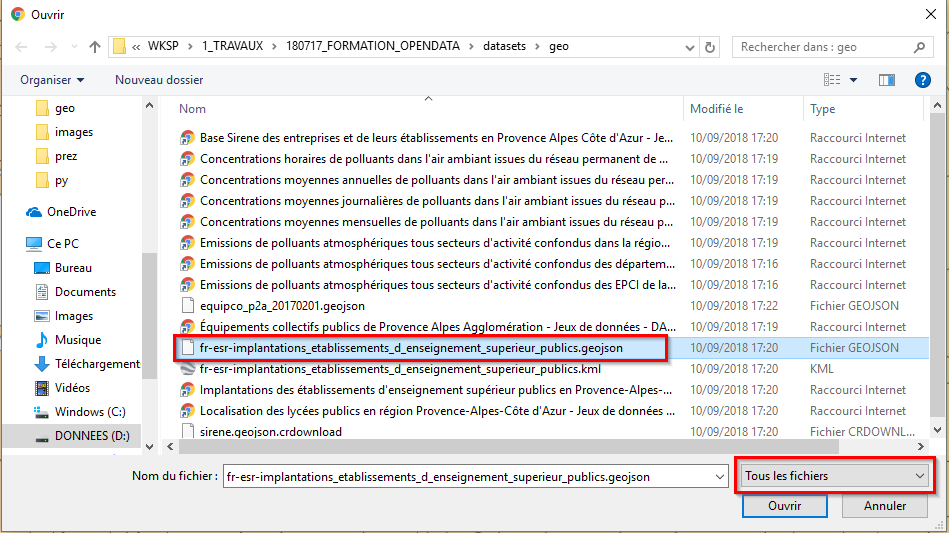 Ouvrir
« WKSP > 1_TRAVAUX > 180717_FORMATION_OPENDATA > datasets > geo
Rechercher dans : geo
Organiser
Nouveau dossier
geo
images
prez
py
OneDrive
Ce PC
Bureau
Documents
Images
Musique
Téléchargement
Vidéos
Windows (C:)
DONNEES (D:)
Nom Modifié le Type
Base Sirene des entreprises et de leurs établissements en Provence Alpes Côte d'Azur - Je... 10/09/2018 17:20 Raccourci Internet
Concentrations horaires de polluants dans l'air ambiant issues du réseau permanent de ... 10/09/2018 17:19 Raccourci Internet
Concentrations moyennes annuelles de polluants dans l'air ambiant issues du réseau per... 10/09/2018 17:19 Raccourci Internet
Concentrations moyennes journalières de polluants dans l'air ambiant issues du réseau p... 10/09/2018 17:19 Raccourci Internet
Concentrations moyennes mensuelles de polluants dans l'air ambiant issues du réseau p... 10/09/2018 17:19 Raccourci Internet
Emissions de polluants atmosphériques tous secteurs d'activité confondus dans la régio... 10/09/2018 17:19 Raccourci Internet
Emissions de polluants atmosphériques tous secteurs d'activité confondus des départem... 10/09/2018 17:16 Raccourci Internet
Emissions de polluants atmosphériques tous secteurs d'activité confondus des EPCI de la... 10/09/2018 17:16 Raccourci Internet
equipco_p2a_20170201.geojson 10/09/2018 17:22 Fichier GEOJSON
Équipements collectifs publics de Provence Alpes Agglomération - Jeux de données - DA... 10/09/2018 17:19 Raccourci Internet
fr-esr-implantations_etablissements_d_enseignement_superieur_publics.geojson 10/09/2018 17:20 Fichier GEOJSON
fr-esr-implantations_etablissements_d_enseignement_superieur_publics.kml 10/09/2018 17:20 KML
Implantations des établissements d'enseignement supérieur publics en Provence-Alpes-... 10/09/2018 17:20 Raccourci Internet
Localisation des lycées publics en région Provence-Alpes-Côte d'Azur - Jeux de données ... 10/09/2018 17:20 Raccourci Internet
sirene.geojson.crdownload 10/09/2018 17:20 Fichier CRDOWNL...
Nom du fichier : fr-esr-implantations_etablissements_d_enseignement_superieur_publics.geojson
Tous les fichiers
Ouvrir
Annuler